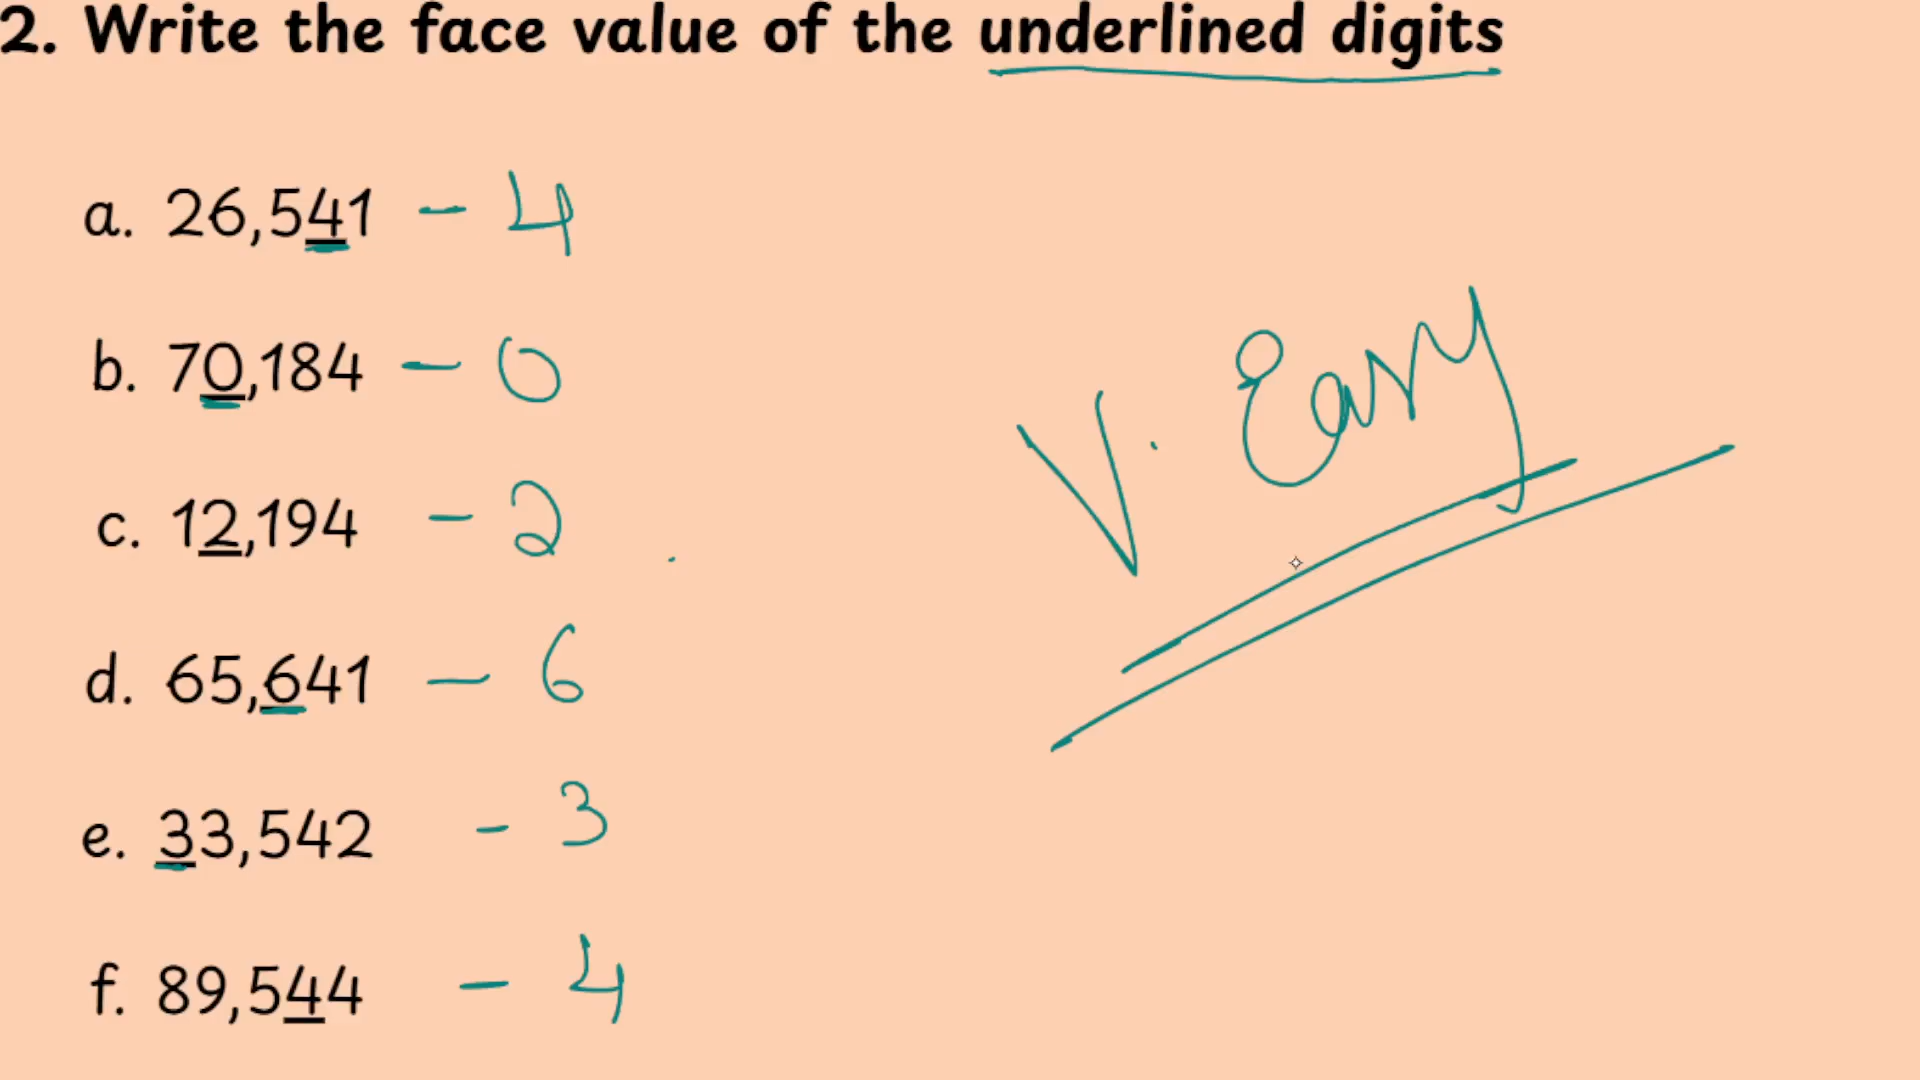 2. Write the face value of the underlined digits
a. 26,541 - 4
b. 70,184 - 0
c. 12,194 - 2
V. Easy
d. 65,641 - 6
e. 33,542 - 3
f. 89,544 - 4